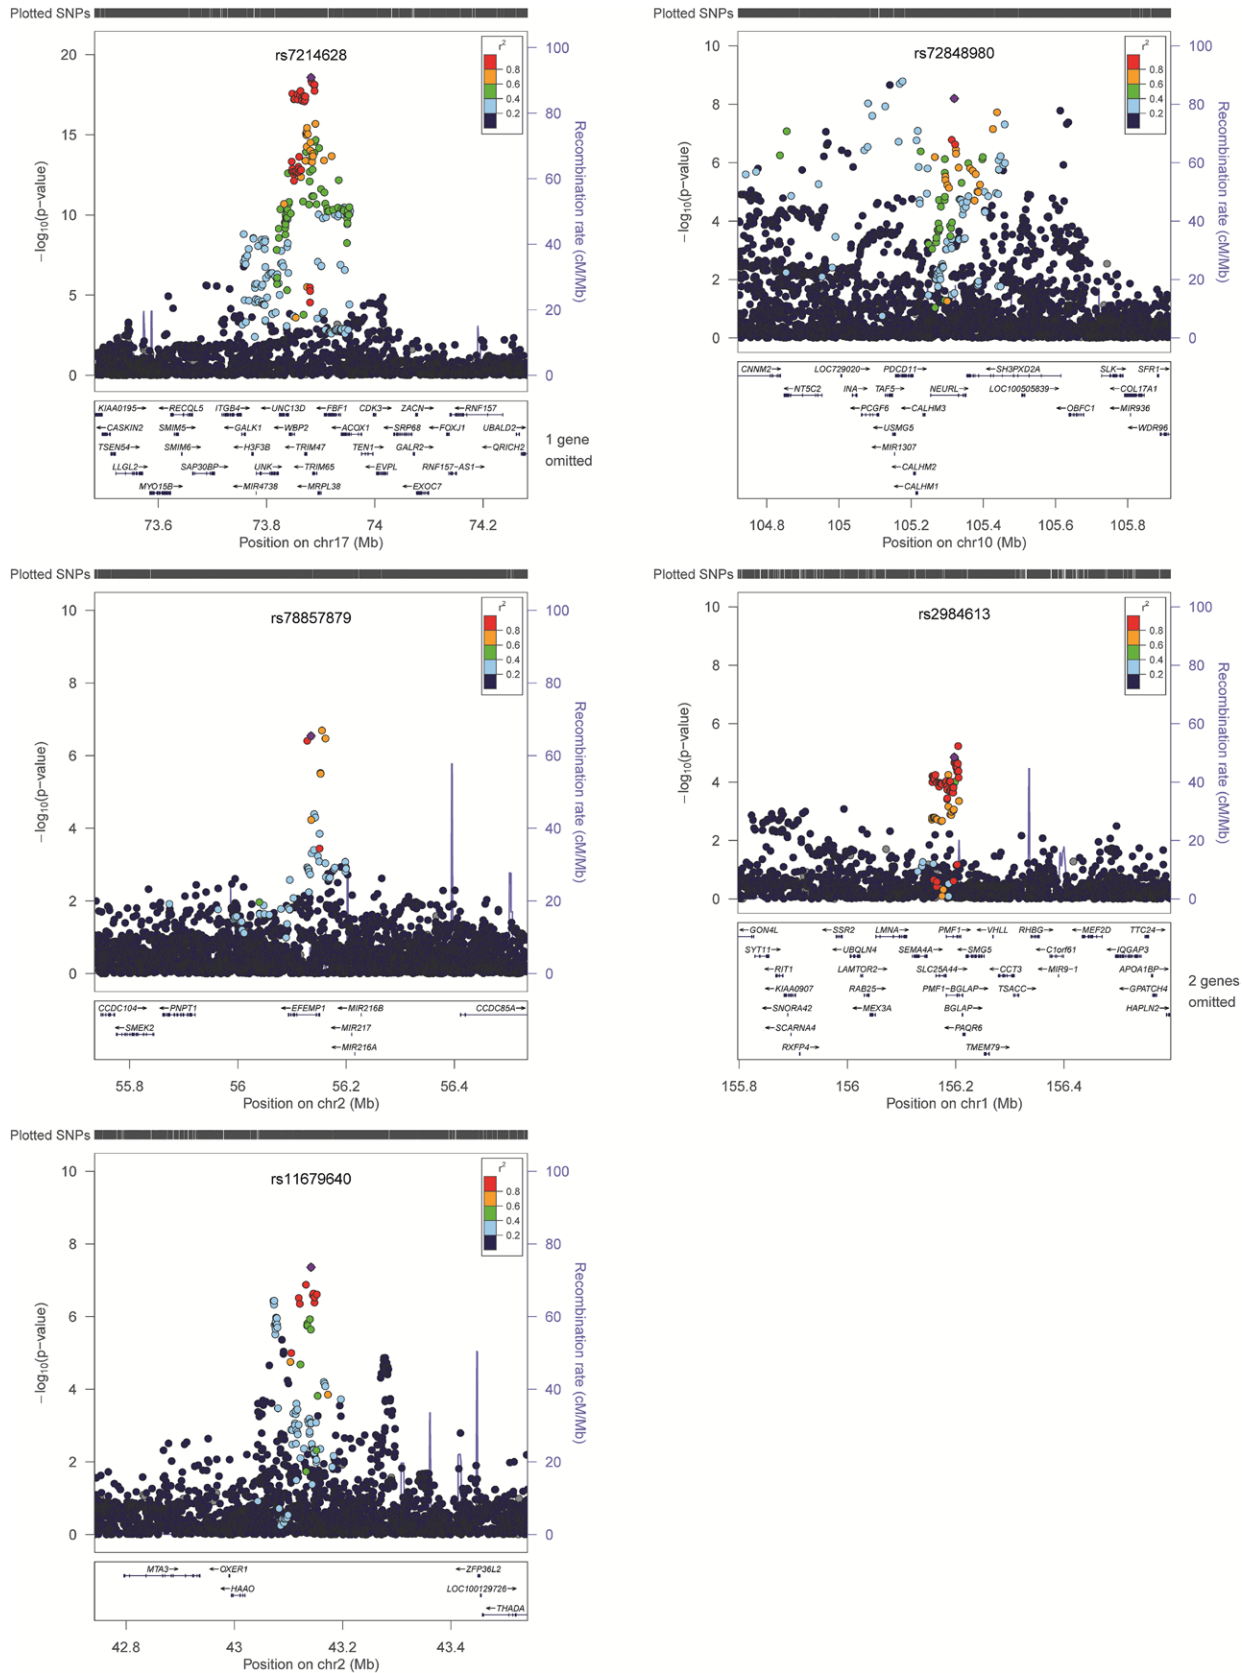 Plotted SNPs
rs7214628
r²
0.8
0.6
0.4
0.2
20
15
10
5
0
−log₁₀(p−value)
100
80
60
40
20
0
Recombination rate (cM/Mb)
KIAA0195→ ←RECQL5 ITGB4→ ←UNC13D ←FBF1 CDK3→ ZACN→ ←RNF157
←CASKIN2 SMIM5→ ←GALK1 ←WBP2 ←ACOX1 ←SRP68 ←FOXJ1 UBALD2→
TSEN54→ SMIM6→ ←H3F3B ←TRIM47 TEN1→ GALR2→ ←QRICH2
LLGL2→ SAP30BP→ UNK→ ←TRIM65 ←EVPL RNF157−AS1→
MYO15B→ ←MIR4738 ←MRPL38 ←EXOC7
1 gene
omitted
73.6 73.8 74 74.2
Position on chr17 (Mb)
Plotted SNPs
rs72848980
r²
0.8
0.6
0.4
0.2
10
8
6
4
2
0
−log₁₀(p−value)
100
80
60
40
20
0
Recombination rate (cM/Mb)
CNNM2→ LOC729020→ PDCD11→ ←SH3PXD2A SLK→ SFR1→
←NT5C2 INA→ TAF5→ NEURL→ LOC100505839→ ←COL17A1
←PCGF6 ←CALHM3 ←OBFC1 ←MIR936
←USMG5 ←WDR96
←MIR1307
←CALHM2
←CALHM1
104.8 105 105.2 105.4 105.6 105.8
Position on chr10 (Mb)
Plotted SNPs
rs78857879
r²
0.8
0.6
0.4
0.2
10
8
6
4
2
0
−log₁₀(p−value)
100
80
60
40
20
0
Recombination rate (cM/Mb)
CCDC104→ ←PNPT1 ←EFEMP1 ←MIR216B CCDC85A→
←SMEK2 ←MIR217
←MIR216A
55.8 56 56.2 56.4
Position on chr2 (Mb)
Plotted SNPs
rs2984613
r²
0.8
0.6
0.4
0.2
10
8
6
4
2
0
−log₁₀(p−value)
100
80
60
40
20
0
Recombination rate (cM/Mb)
←GON4L ←SSR2 LMNA→ PMF1→ ←VHLL RHBG→ ←MEF2D TTC24→
SYT11→ ←UBQLN4 SEMA4A→ ←SMG5 ←C1orf61 ←IQGAP3
←RIT1 LAMTOR2→ SLC25A44→ ←CCT3 ←MIR9−1 APOA1BP→
←KIAA0907 RAB25→ PMF1−BGLAP→ TSACC→ ←GPATCH4
←SNORA42 ←MEX3A BGLAP→ HAPLN2→
←SCARNA4 ←PAQR6
RXFP4→ TMEM79→
2 genes
omitted
155.8 156 156.2 156.4
Position on chr1 (Mb)
Plotted SNPs
rs11679640
r²
0.8
0.6
0.4
0.2
10
8
6
4
2
0
−log₁₀(p−value)
100
80
60
40
20
0
Recombination rate (cM/Mb)
MTA3→ ←OXER1 ←ZFP36L2
←HAAO LOC100129726→
←THADA
42.8 43 43.2 43.4
Position on chr2 (Mb)